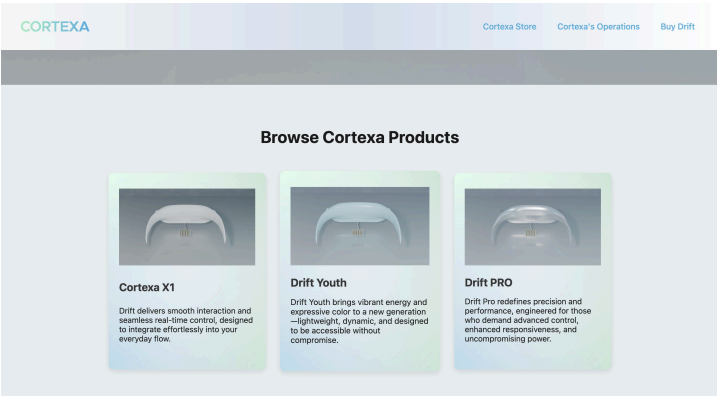 CORTEXA
Cortexa Store
Cortexa's Operations
Buy Drift
Browse Cortexa Products
Cortexa X1
Drift delivers smooth interaction and
seamless real-time control, designed
to integrate effortlessly into your
everyday flow.
Drift Youth
Drift Youth brings vibrant energy and
expressive color to a new generation
—lightweight, dynamic, and designed
to be accessible without
compromise.
Drift PRO
Drift Pro redefines precision and
performance, engineered for those
who demand advanced control,
enhanced responsiveness, and
uncompromising power.